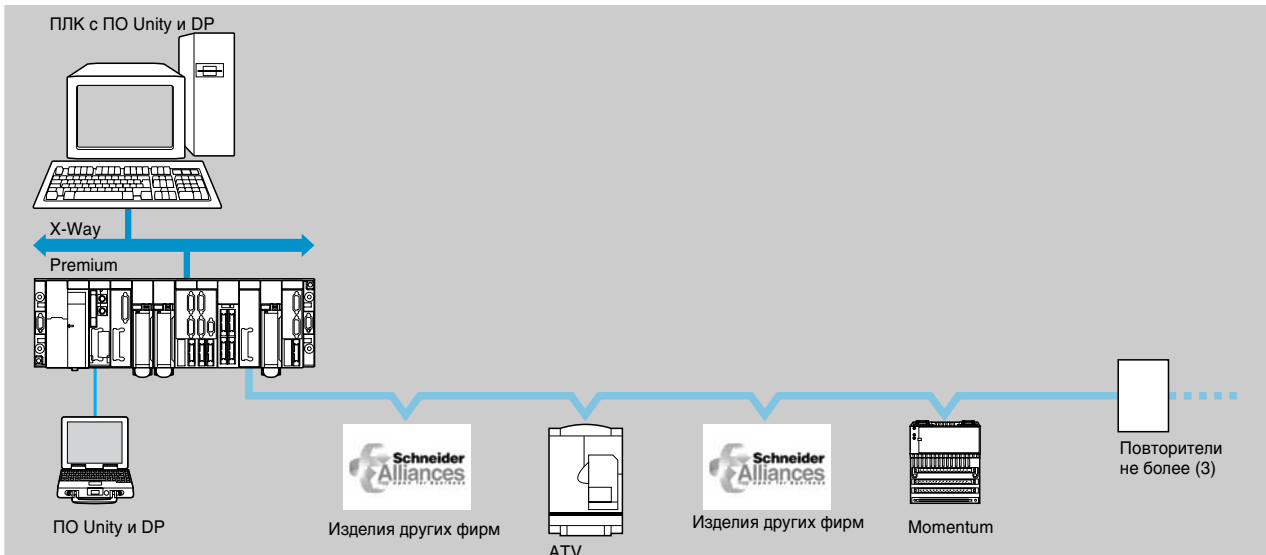 ПЛК с ПО Unity и DP
X-Way
Premium
Schneider
Alliances
Schneider
Alliances
Повторители
не более (3)
ПО Unity и DP
Изделия других фирм
ATV
Изделия других фирм
Momentum